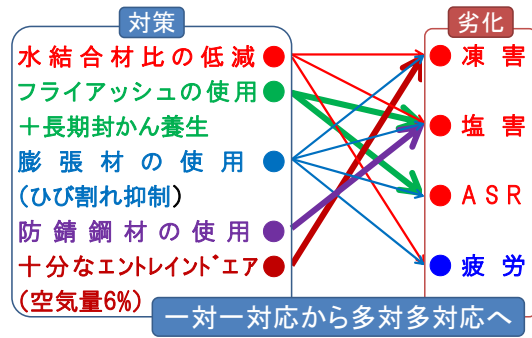 対策
水結合材比の低減
フライアッシュの使用
＋長期封かん養生
膨張材の使用
(ひび割れ抑制)
防錆鋼材の使用
十分なエントレインドエア
(空気量6%)
劣化
凍害
塩害
ASR
疲労
一対一対応から多対多対応へ